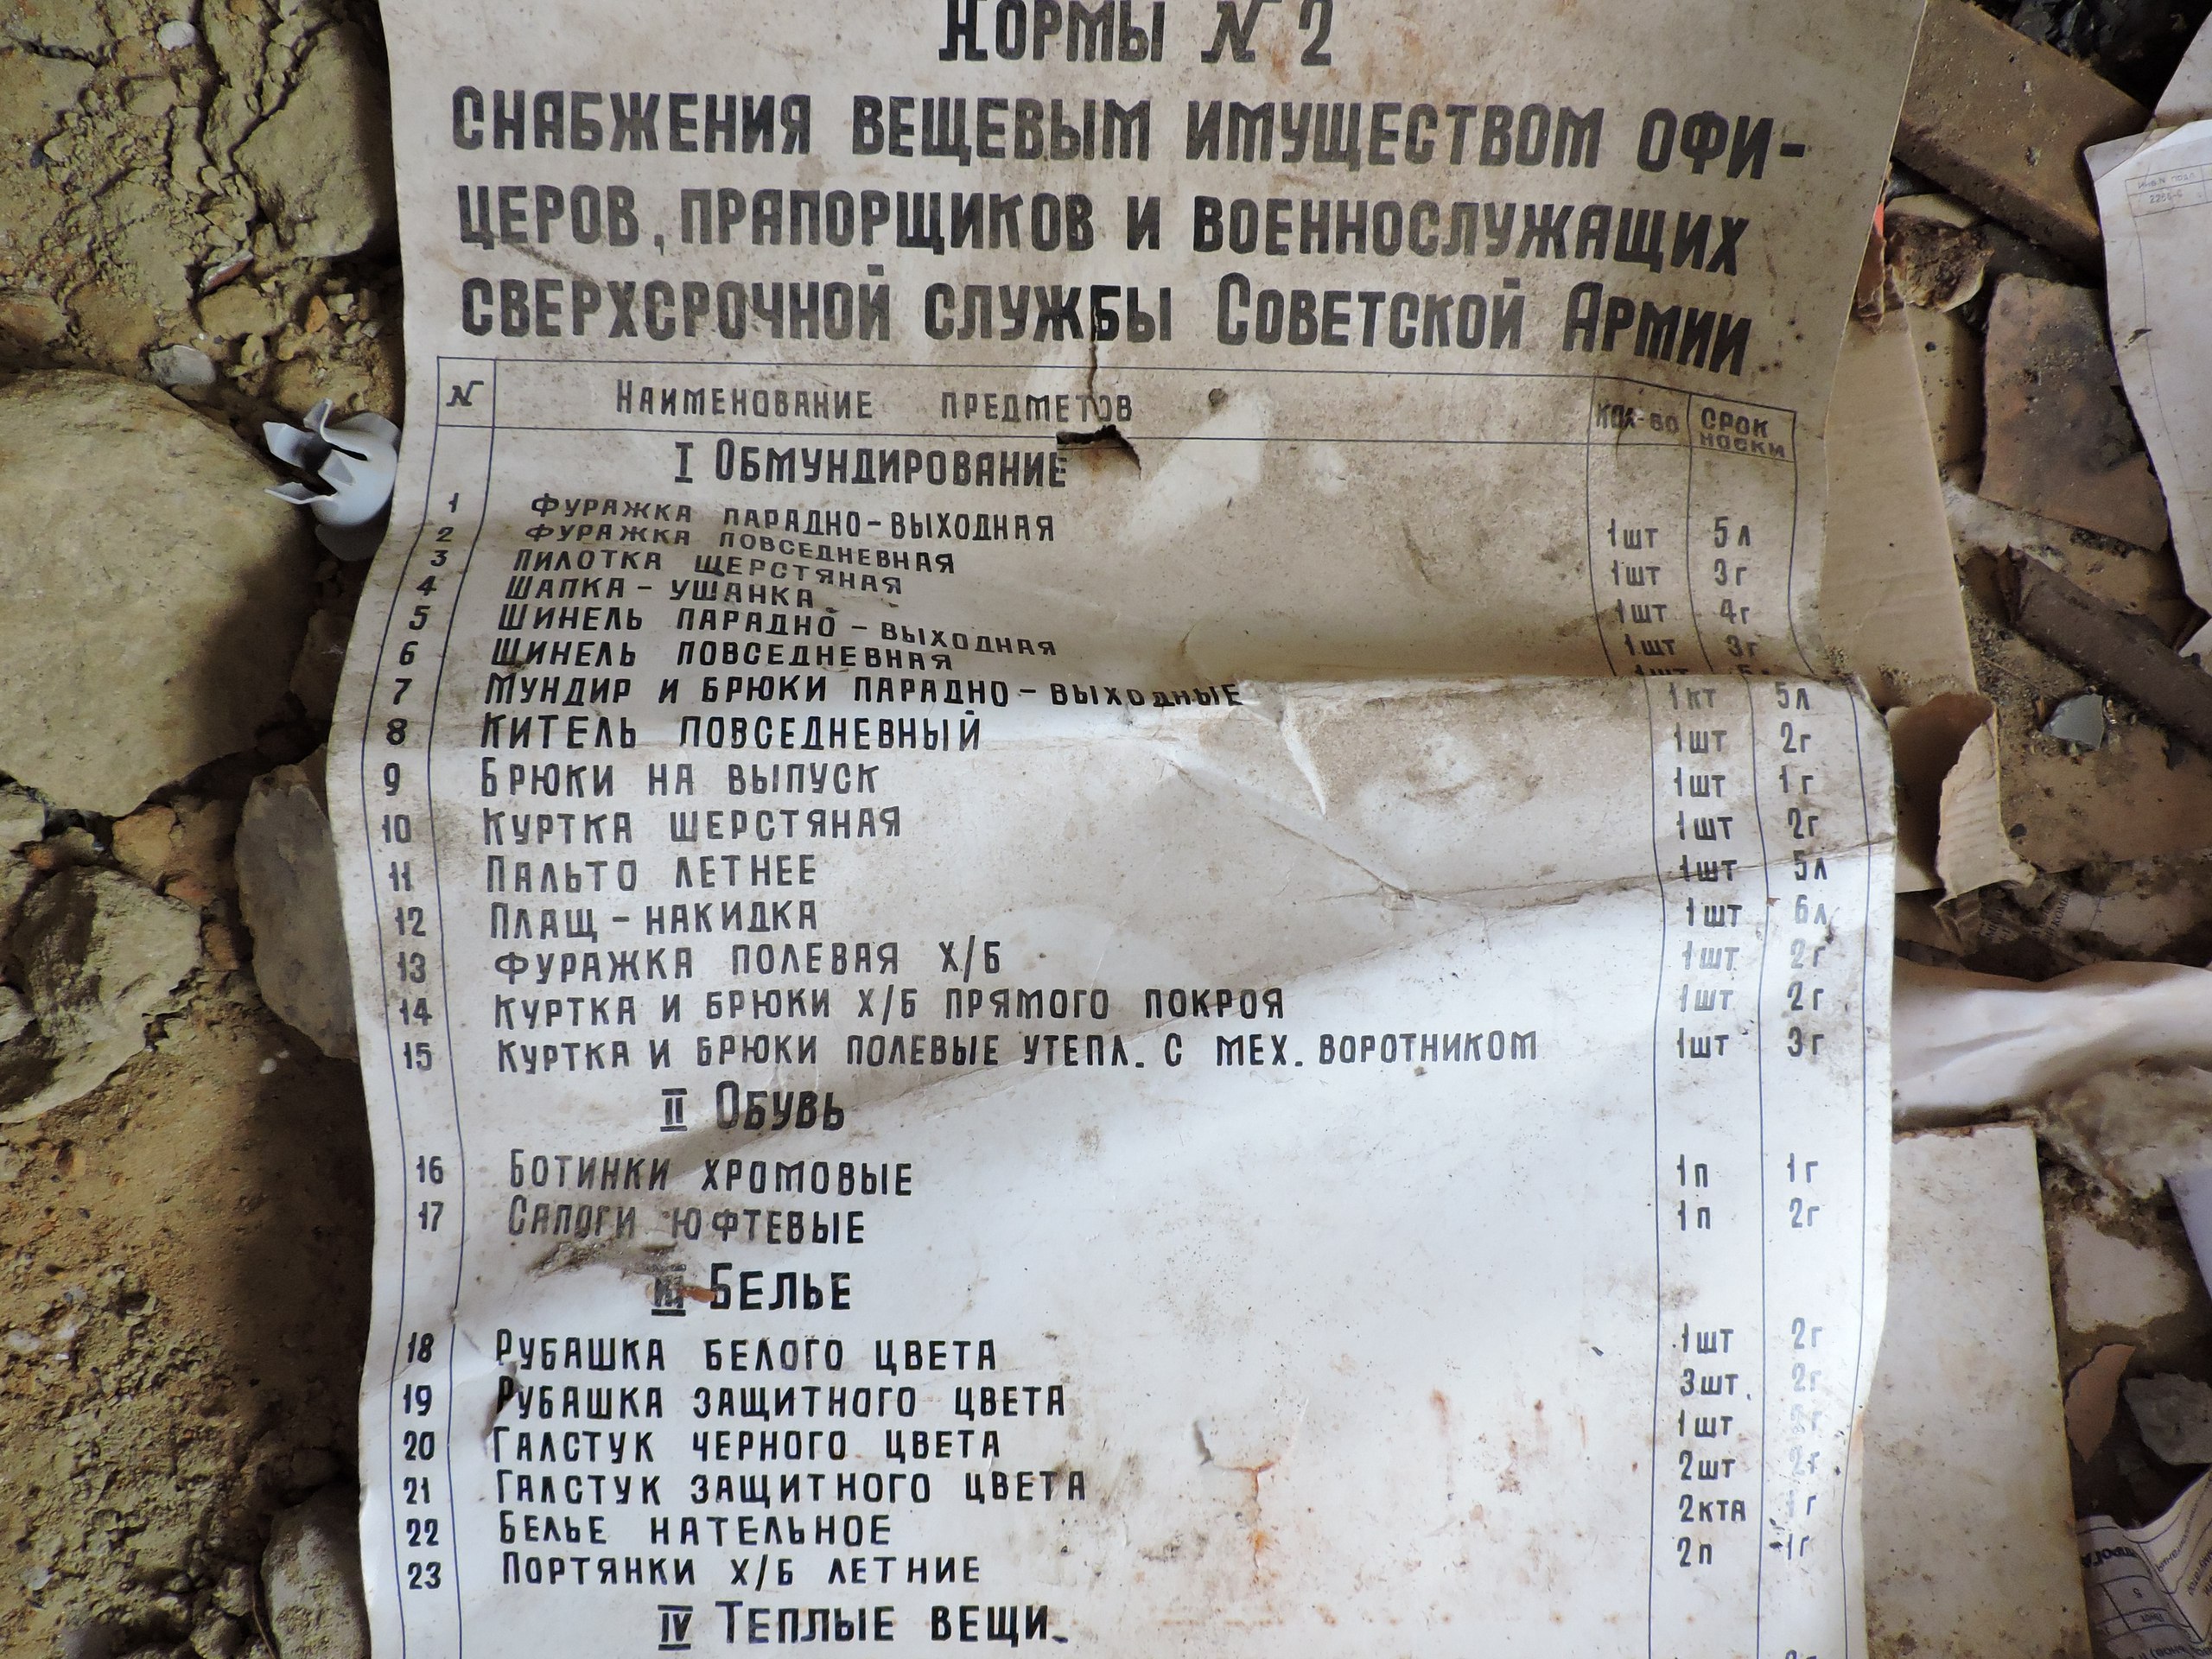 Нормы N 2
СНАБЖЕНИЯ ВЕЩЕВЫМ ИМУЩЕСТВОМ ОФИ-
ЦЕРОВ, ПРАПОРЩИКОВ И ВОЕННОСЛУЖАЩИХ
СВЕРХСРОЧНОЙ СЛУЖБЫ СОВЕТСКОЙ АРМИИ
N НАИМЕНОВАНИЕ ПРЕДМЕТОВ КОЛ-ВО СРОК НОСКИ
I ОБМУНДИРОВАНИЕ
1 ФУРАЖКА ПАРАДНО-ВЫХОДНАЯ 1шт 5л
2 ФУРАЖКА ПОВСЕДНЕВНАЯ 1шт 3г
3 ПИЛОТКА ЩЕРСТЯНАЯ 1шт 4г
4 ШАПКА-УШАНКА 1шт 3г
5 ШИНЕЛЬ ПАРАДНО-ВЫХОДНАЯ 1шт
6 ШИНЕЛЬ ПОВСЕДНЕВНАЯ
7 МУНДИР И БРЮКИ ПАРАДНО-ВЫХОДНЫЕ 1кт 5л
8 КИТЕЛЬ ПОВСЕДНЕВНЫЙ 1шт 2г
9 БРЮКИ НА ВЫПУСК 1шт 1г
10 КУРТКА ШЕРСТЯНАЯ 1шт 2г
11 ПАЛЬТО ЛЕТНЕЕ 1шт 5л
12 ПЛАЩ-НАКИДКА 1шт 6л
13 ФУРАЖКА ПОЛЕВАЯ Х/Б 1шт 2г
14 КУРТКА И БРЮКИ Х/Б ПРЯМОГО ПОКРОЯ 1шт 2г
15 КУРТКА И БРЮКИ ПОЛЕВЫЕ УТЕПЛ. С МЕХ. ВОРОТНИКОМ 1шт 3г
II ОБУВЬ
16 БОТИНКИ ХРОМОВЫЕ 1п 1г
17 САПОГИ ЮФТЕВЫЕ 1п 2г
III БЕЛЬЕ
18 РУБАШКА БЕЛОГО ЦВЕТА 1шт 2г
19 РУБАШКА ЗАЩИТНОГО ЦВЕТА 3шт. 2г
20 ГАЛСТУК ЧЕРНОГО ЦВЕТА 1шт
21 ГАЛСТУК ЗАЩИТНОГО ЦВЕТА 2шт 2г
22 БЕЛЬЕ НАТЕЛЬНОЕ 2кта
23 ПОРТЯНКИ Х/Б ЛЕТНИЕ 2п 1г
IV ТЕПЛЫЕ ВЕЩИ.